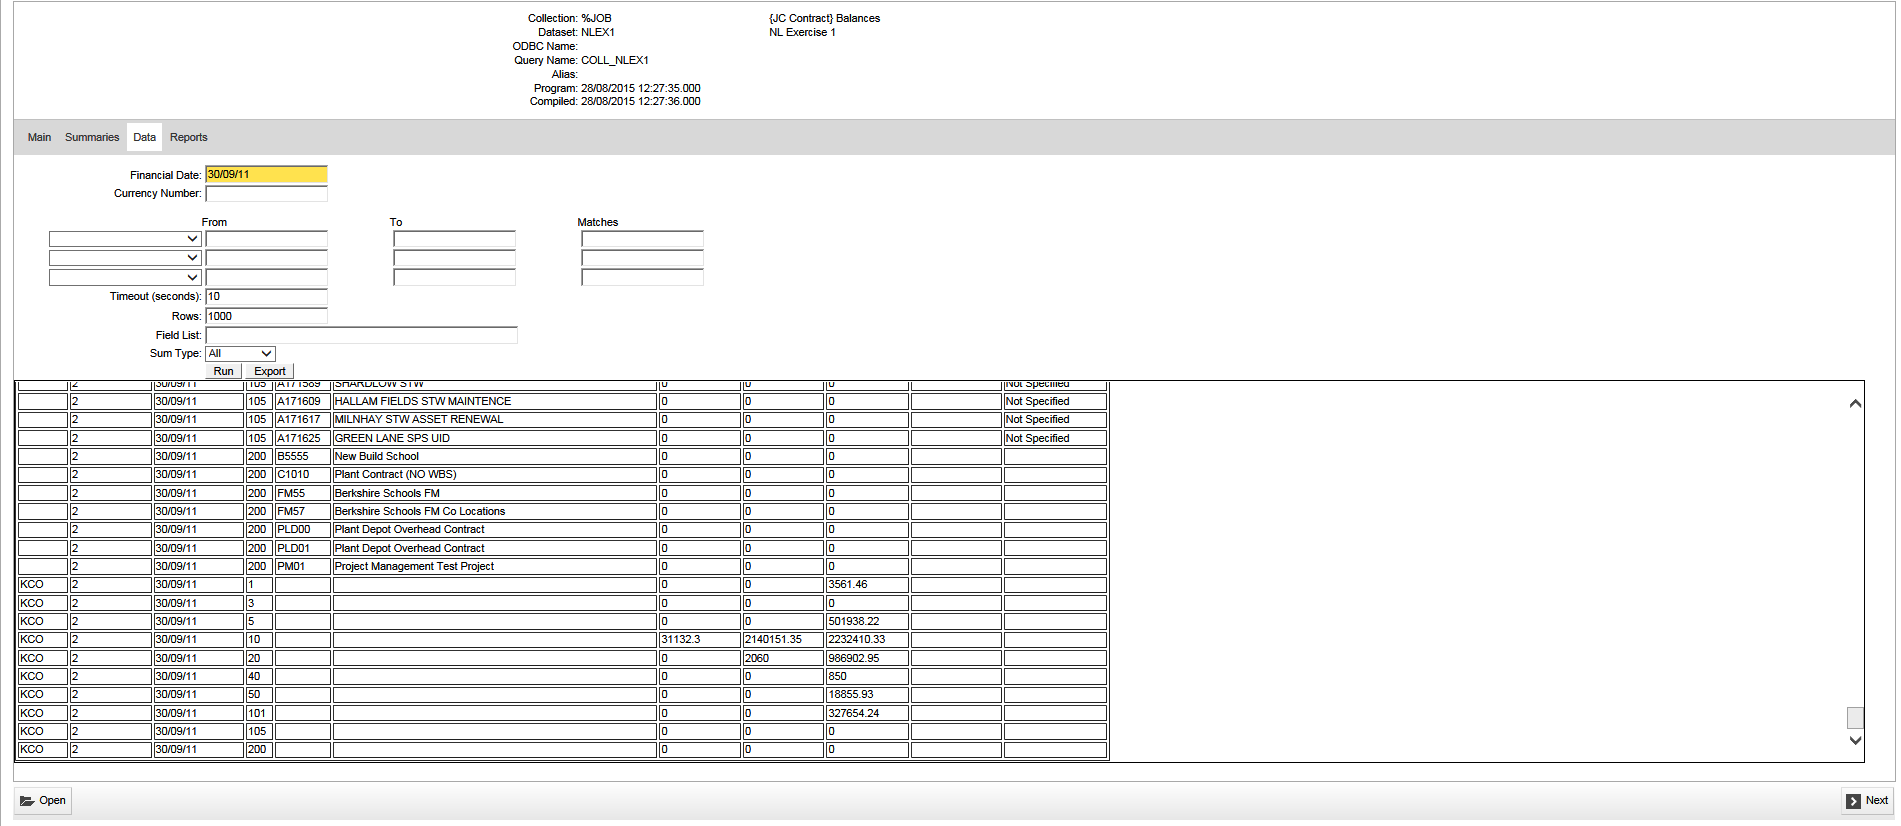 Collection: %JOB {JC Contract} Balances
Dataset: NLEX1 NL Exercise 1
ODBC Name:
Query Name: COLL_NLEX1
Alias:
Program: 28/08/2015 12:27:35.000
Compiled: 28/08/2015 12:27:36.000
Main Summaries Data Reports
Financial Date: 30/09/11
Currency Number:
From To Matches
Timeout (seconds): 10
Rows: 1000
Field List:
Sum Type: All
Run Export
2 30/09/11 105 A171589 SHARDLOW STW 0 0 0 Not Specified
2 30/09/11 105 A171609 HALLAM FIELDS STW MAINTENCE 0 0 0 Not Specified
2 30/09/11 105 A171617 MILNHAY STW ASSET RENEWAL 0 0 0 Not Specified
2 30/09/11 105 A171625 GREEN LANE SPS UID 0 0 0 Not Specified
2 30/09/11 200 B5555 New Build School 0 0 0
2 30/09/11 200 C1010 Plant Contract (NO WBS) 0 0 0
2 30/09/11 200 FM55 Berkshire Schools FM 0 0 0
2 30/09/11 200 FM57 Berkshire Schools FM Co Locations 0 0 0
2 30/09/11 200 PLD00 Plant Depot Overhead Contract 0 0 0
2 30/09/11 200 PLD01 Plant Depot Overhead Contract 0 0 0
2 30/09/11 200 PM01 Project Management Test Project 0 0 0
KCO 2 30/09/11 1 0 0 3561.46
KCO 2 30/09/11 3 0 0 0
KCO 2 30/09/11 5 0 0 501938.22
KCO 2 30/09/11 10 31132.3 2140151.35 2232410.33
KCO 2 30/09/11 20 0 2060 986902.95
KCO 2 30/09/11 40 0 0 850
KCO 2 30/09/11 50 0 0 18855.93
KCO 2 30/09/11 101 0 0 327654.24
KCO 2 30/09/11 105 0 0 0
KCO 2 30/09/11 200 0 0 0
Open Next